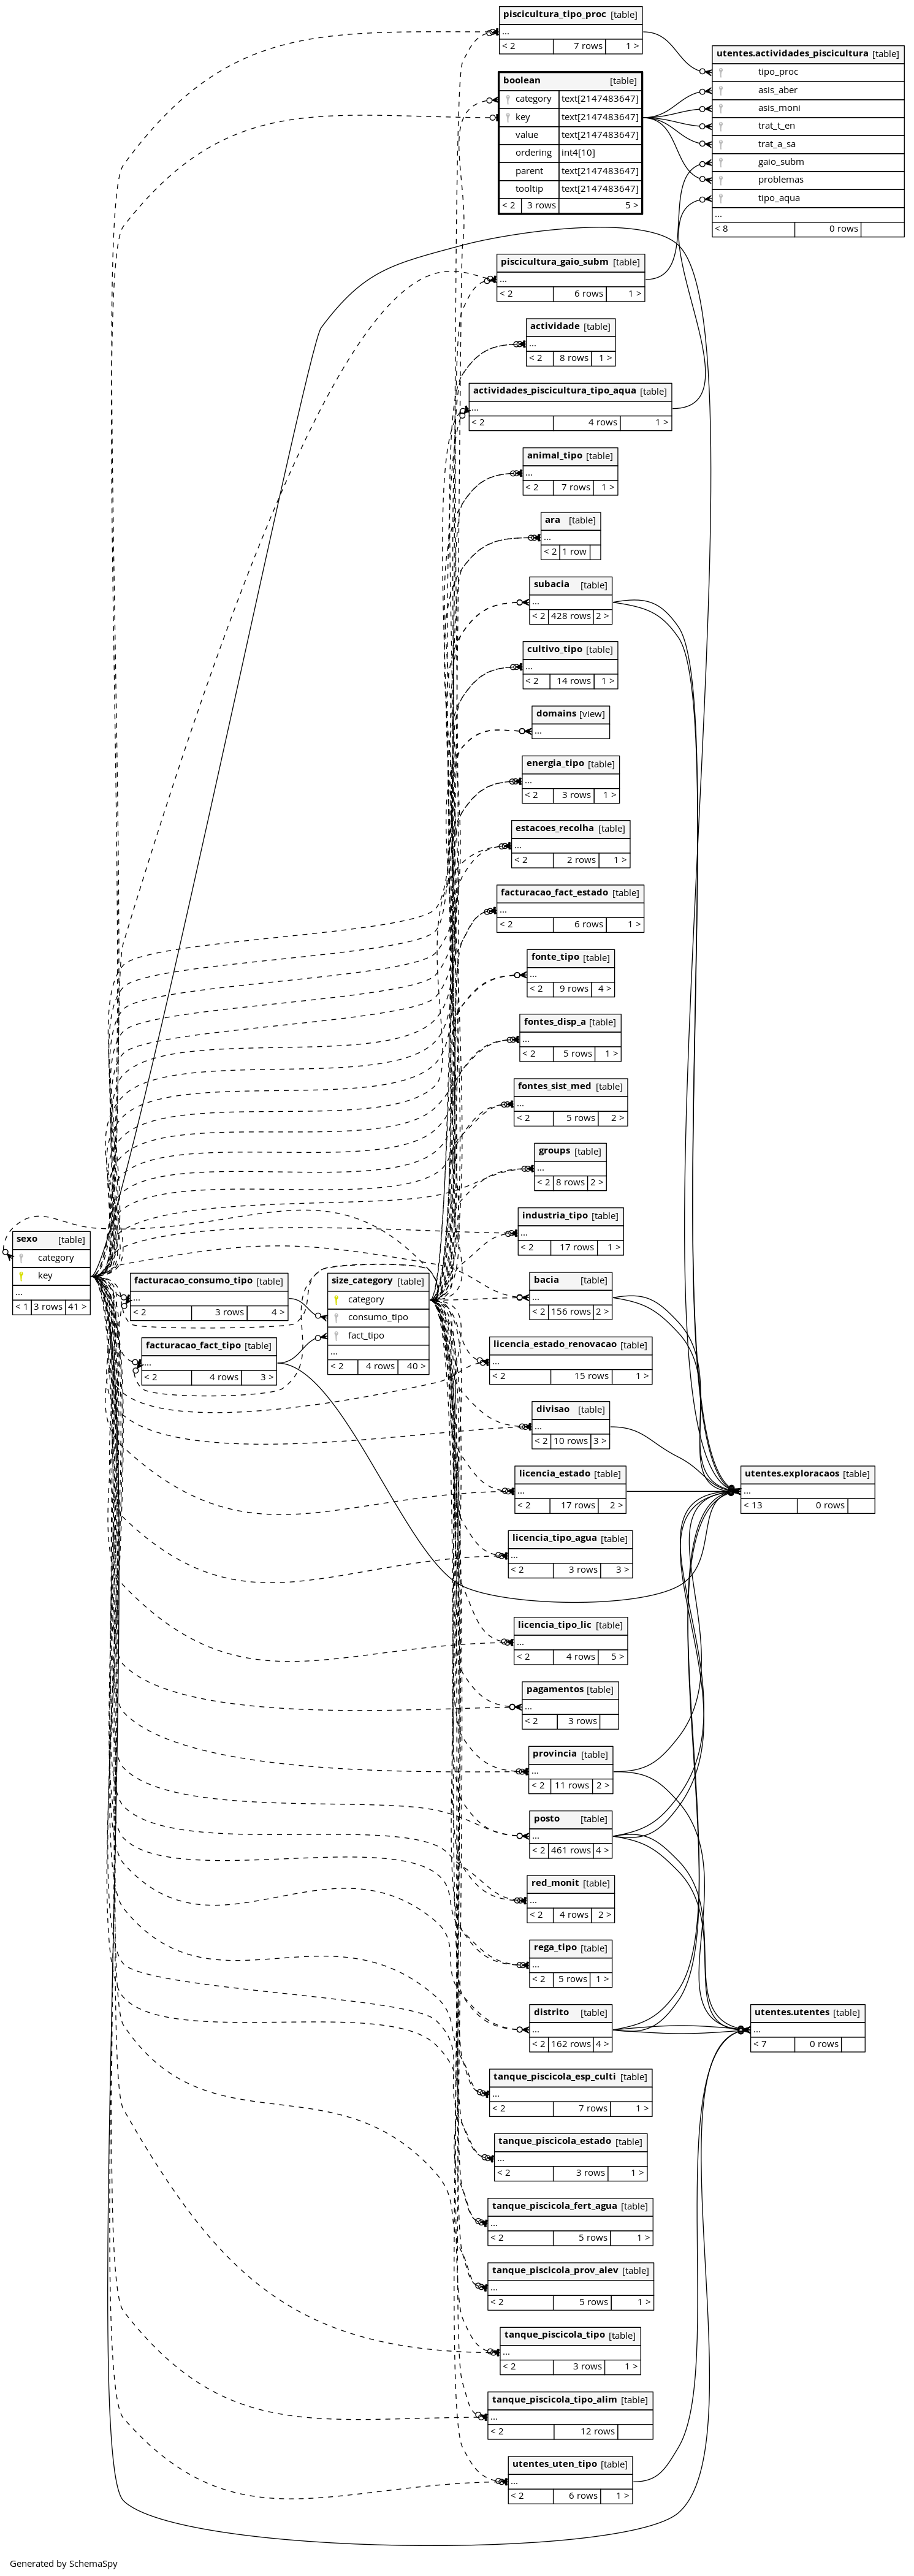 piscicultura_tipo_proc [table]
...
< 2 7 rows 1 >
utentes.actividades_piscicultura [table]
tipo_proc
asis_aber
asis_moni
trat_t_en
trat_a_sa
gaio_subm
problemas
tipo_aqua
...
< 8 0 rows
boolean [table]
category text[2147483647]
key text[2147483647]
value text[2147483647]
ordering int4[10]
parent text[2147483647]
tooltip text[2147483647]
< 2 3 rows 5 >
piscicultura_gaio_subm [table]
...
< 2 6 rows 1 >
actividade [table]
...
< 2 8 rows 1 >
actividades_piscicultura_tipo_aqua [table]
...
< 2 4 rows 1 >
animal_tipo [table]
...
< 2 7 rows 1 >
ara [table]
...
< 2 1 row
subacia [table]
...
< 2 428 rows 2 >
cultivo_tipo [table]
...
< 2 14 rows 1 >
domains [view]
...
energia_tipo [table]
...
< 2 3 rows 1 >
estacoes_recolha [table]
...
< 2 2 rows 1 >
facturacao_fact_estado [table]
...
< 2 6 rows 1 >
fonte_tipo [table]
...
< 2 9 rows 4 >
fontes_disp_a [table]
...
< 2 5 rows 1 >
fontes_sist_med [table]
...
< 2 5 rows 2 >
groups [table]
...
< 2 8 rows 2 >
industria_tipo [table]
...
< 2 17 rows 1 >
sexo [table]
category
key
...
< 1 3 rows 41 >
facturacao_consumo_tipo [table]
...
< 2 3 rows 4 >
size_category [table]
category
consumo_tipo
fact_tipo
...
< 2 4 rows 40 >
facturacao_fact_tipo [table]
...
< 2 4 rows 3 >
bacia [table]
...
< 2 156 rows 2 >
licencia_estado_renovacao [table]
...
< 2 15 rows 1 >
divisao [table]
...
< 2 10 rows 3 >
licencia_estado [table]
...
< 2 17 rows 2 >
utentes.exploracaos [table]
...
< 13 0 rows
licencia_tipo_agua [table]
...
< 2 3 rows 3 >
licencia_tipo_lic [table]
...
< 2 4 rows 5 >
pagamentos [table]
...
< 2 3 rows
provincia [table]
...
< 2 11 rows 2 >
posto [table]
...
< 2 461 rows 4 >
red_monit [table]
...
< 2 4 rows 2 >
rega_tipo [table]
...
< 2 5 rows 1 >
distrito [table]
...
< 2 162 rows 4 >
utentes.utentes [table]
...
< 7 0 rows
tanque_piscicola_esp_culti [table]
...
< 2 7 rows 1 >
tanque_piscicola_estado [table]
...
< 2 3 rows 1 >
tanque_piscicola_fert_agua [table]
...
< 2 5 rows 1 >
tanque_piscicola_prov_alev [table]
...
< 2 5 rows 1 >
tanque_piscicola_tipo [table]
...
< 2 3 rows 1 >
tanque_piscicola_tipo_alim [table]
...
< 2 12 rows
utentes_uten_tipo [table]
...
< 2 6 rows 1 >
Generated by SchemaSpy